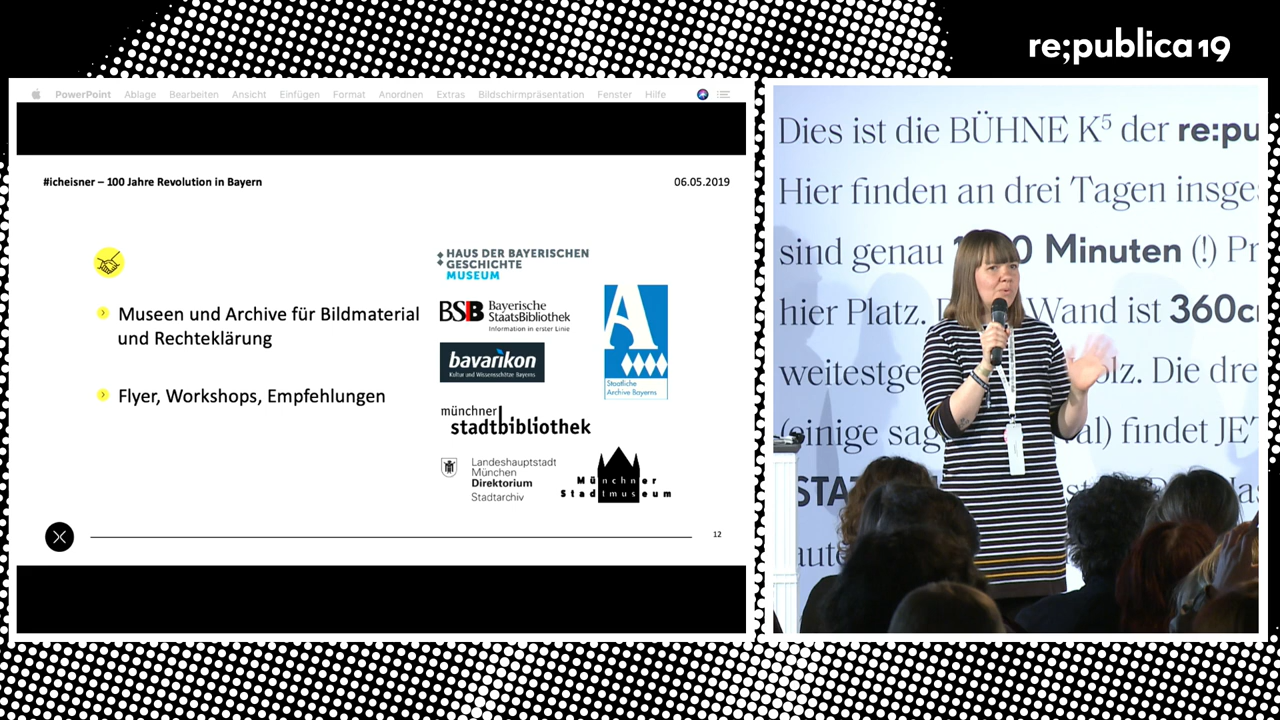 re;publica 19
PowerPoint Ablage Bearbeiten Ansicht Einfügen Format Anordnen Extras Bildschirmpräsentation Fenster Hilfe
#icheisner – 100 Jahre Revolution in Bayern
06.05.2019
Museen und Archive für Bildmaterial
und Rechteklärung
Flyer, Workshops, Empfehlungen
HAUS DER BAYERISCHEN
GESCHICHTE
MUSEUM
BSB Bayerische
StaatsBibliothek
Information in erster Linie
bavarikon
Kultur und Wissensschätze Bayerns
A
Staatliche
Archive Bayerns
münchner
stadtbibliothek
Landeshauptstadt
München
Direktorium
Stadtarchiv
Münchner
Stadtmuseum
12
Dies ist die BÜHNE K⁵ der re:pu
Hier finden an drei Tagen insge
sind genau Minuten (!) Pr
hier Platz. Wand ist 360c
weitestge olz. Die dre
(einige sag al) findet JET
STA